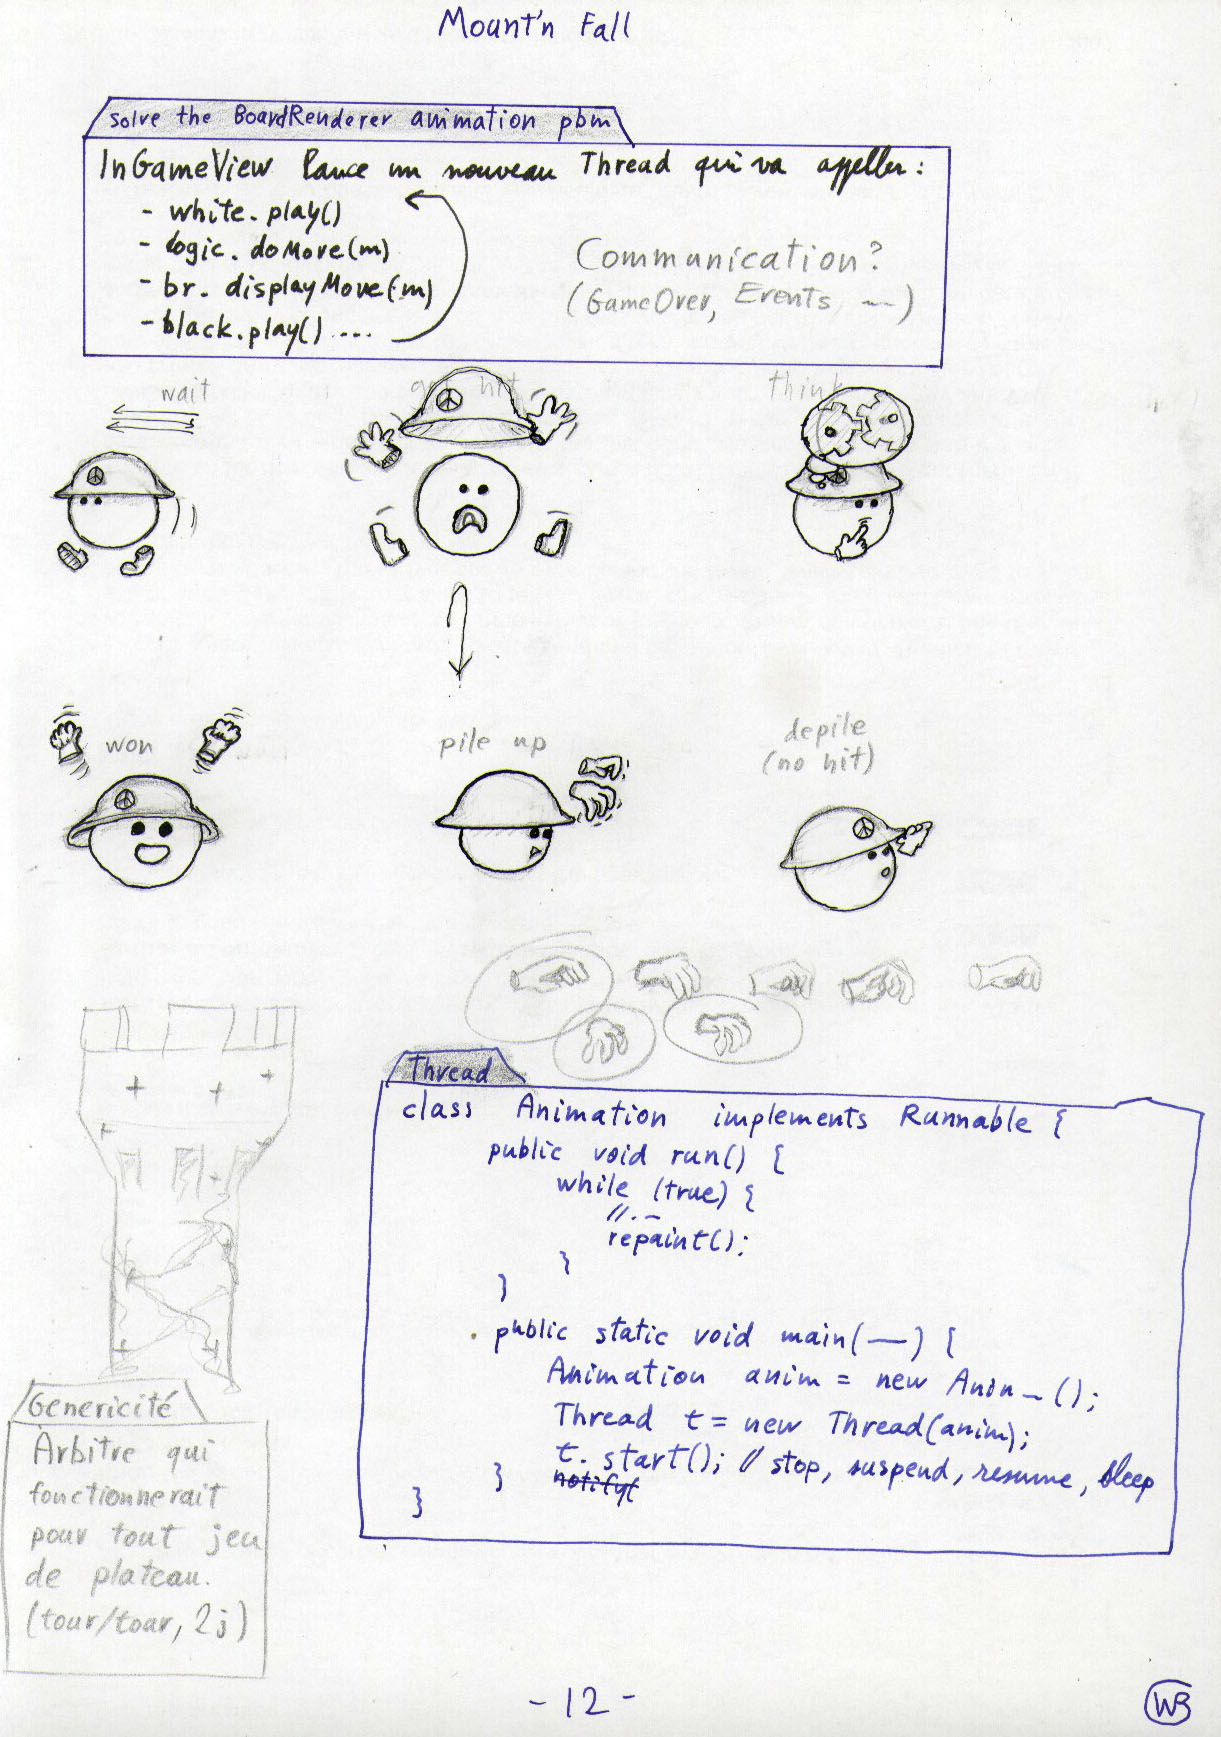 Mount'n Fall
solve the BoardRenderer animation pbm
InGameView lance un nouveau Thread qui va appeller :
- white.play()
- logic.doMove(m)
- br.displayMove(m)
- black.play() ....
Communication?
(GameOver, Events, ...)
wait
get hit
think
won
pile up
depile
(no hit)
Thread
class Animation implements Runnable {
public void run() {
while (true) {
//...
repaint();
}
}
public static void main(—) {
Animation anim = new Anim_();
Thread t = new Thread(anim);
t.start(); // stop, suspend, resume, sleep
}
}
Genericité
Arbitre qui
fonctionnerait
pour tout jeu
de plateau.
(tour/tour, 2j)
- 12 -
WB